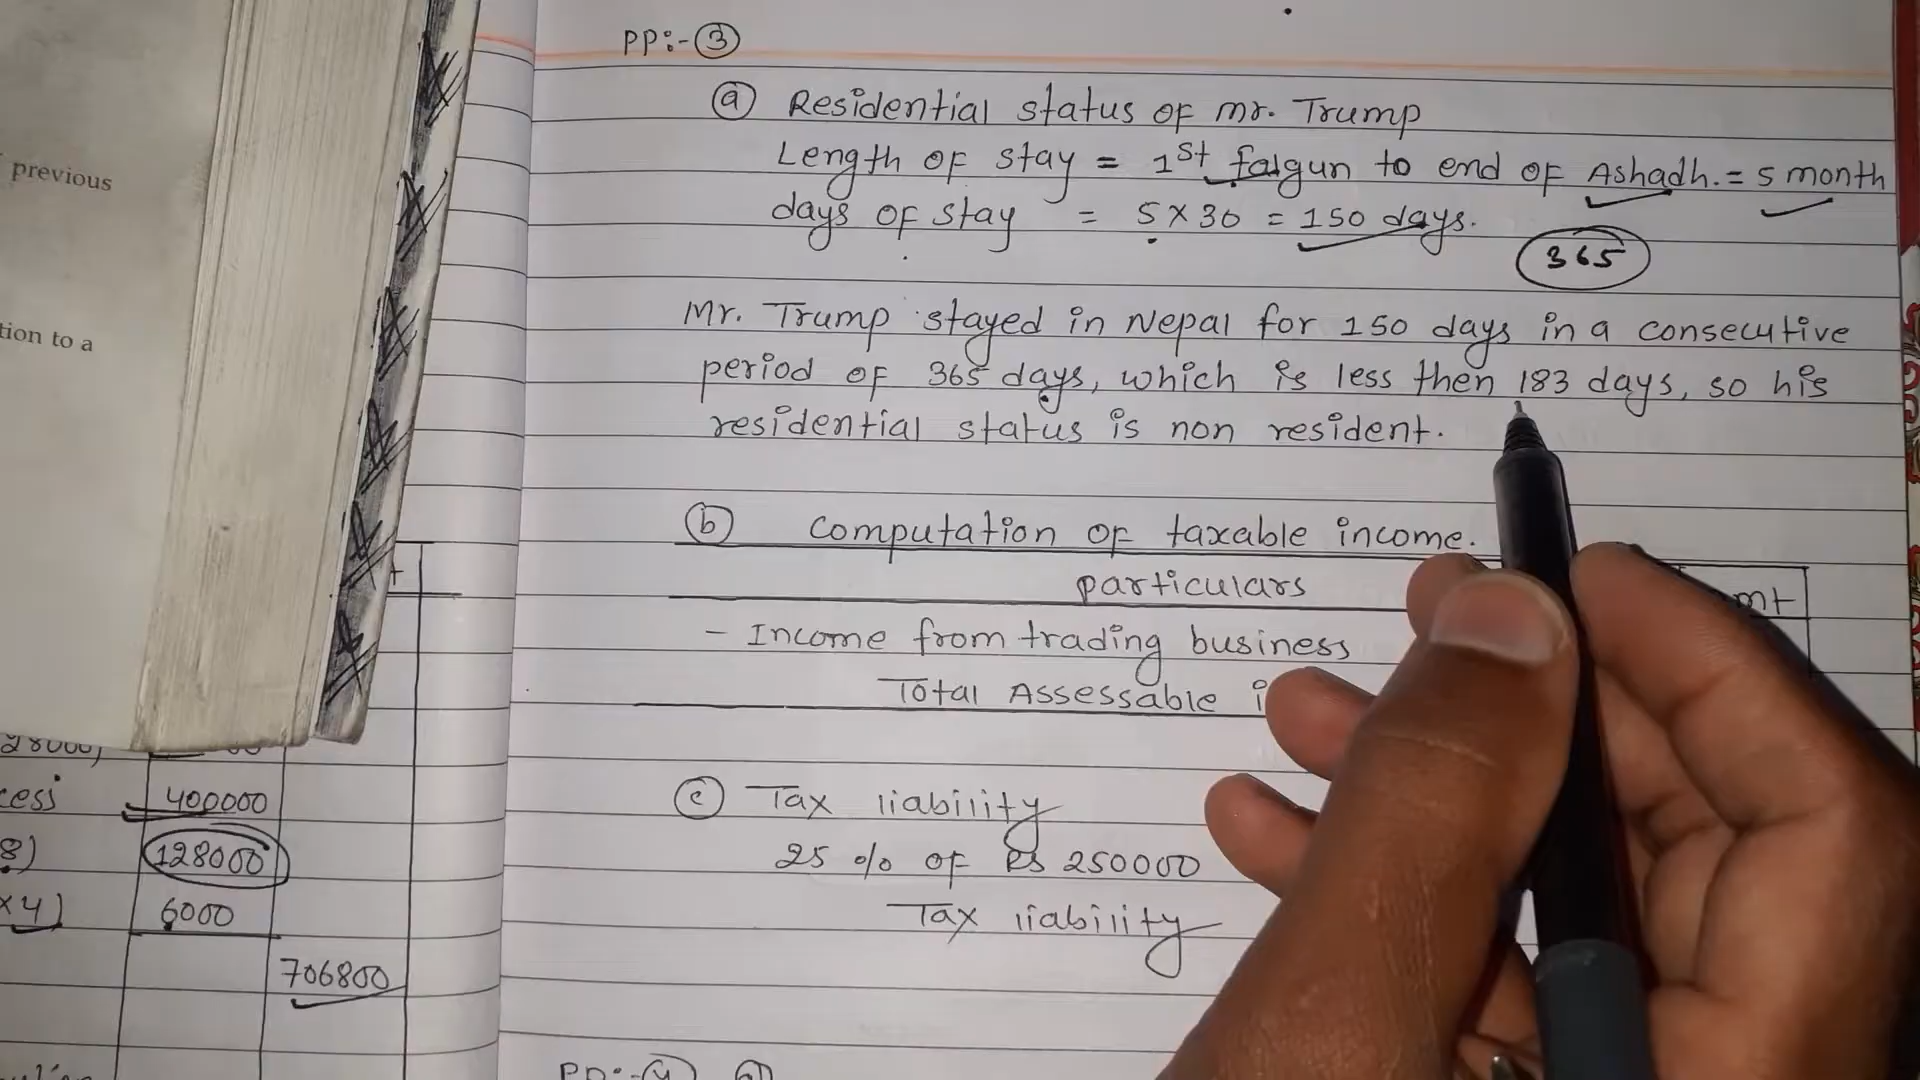 previous
tion to a
400000
8)
128000
x4)
6000
706800
PP:- 3
a Residential status of mr. Trump
Length of stay = 1st falgun to end of Ashadh. = 5 month
days of stay = 5 x 30 = 150 days.
365
Mr. Trump stayed in Nepal for 150 days in a consecutive
period of 365 days, which is less then 183 days, so his
residential status is non resident.
b Computation of taxable income.
particulars
- Income from trading business
Total Assessable i
c Tax liability
25 % of Rs 250000
Tax liability